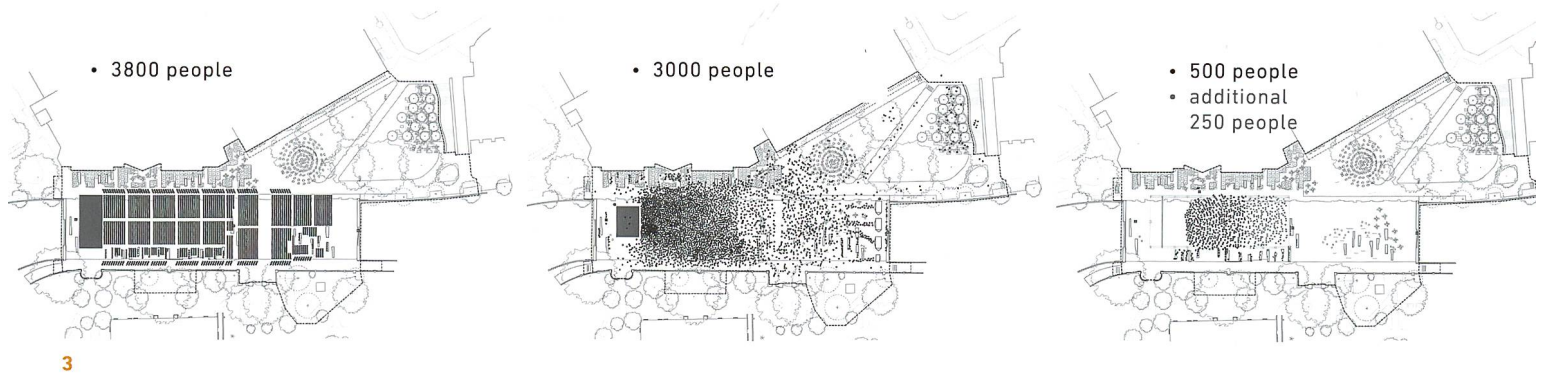 • 3800 people
• 3000 people
• 500 people
▫ additional
250 people
3